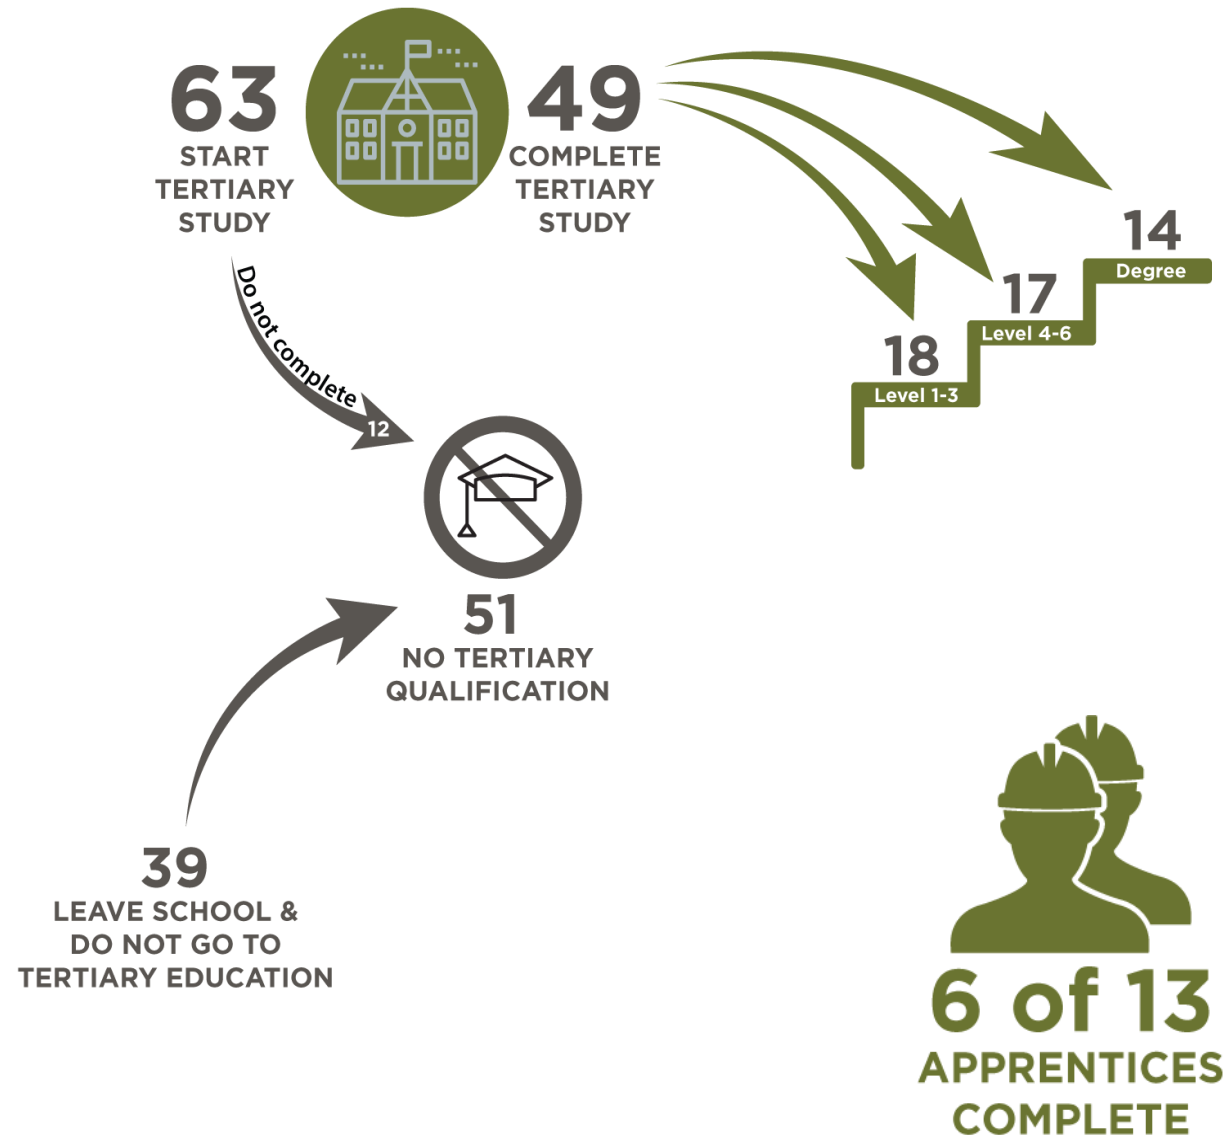 63
START
TERTIARY
STUDY
49
COMPLETE
TERTIARY
STUDY
14
Degree
17
Level 4-6
18
Level 1-3
Do not complete
12
51
NO TERTIARY
QUALIFICATION
39
LEAVE SCHOOL &
DO NOT GO TO
TERTIARY EDUCATION
6 of 13
APPRENTICES
COMPLETE